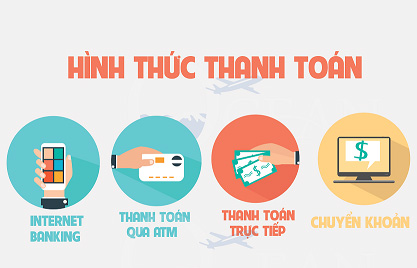 HÌNH THỨC THANH TOÁN
INTERNET
BANKING
THANH TOÁN
QUA ATM
THANH TOÁN
TRỰC TIẾP
CHUYỂN KHOẢN
$